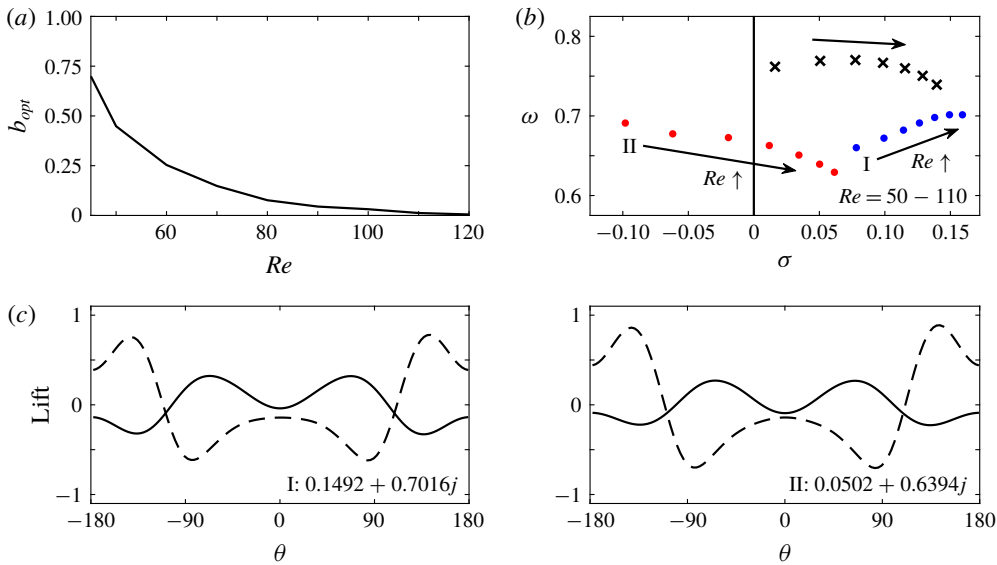 (a)
1.00
0.75
0.50
0.25
0
b_opt
60 80 100 120
Re
(b)
0.8
0.7
0.6
ω
II
I
Re ↑
Re ↑
Re = 50 − 110
−0.10 −0.05 0 0.05 0.10 0.15
σ
(c)
1
0
−1
Lift
I: 0.1492 + 0.7016j
−180 −90 0 90 180
θ
1
0
−1
II: 0.0502 + 0.6394j
−180 −90 0 90 180
θ